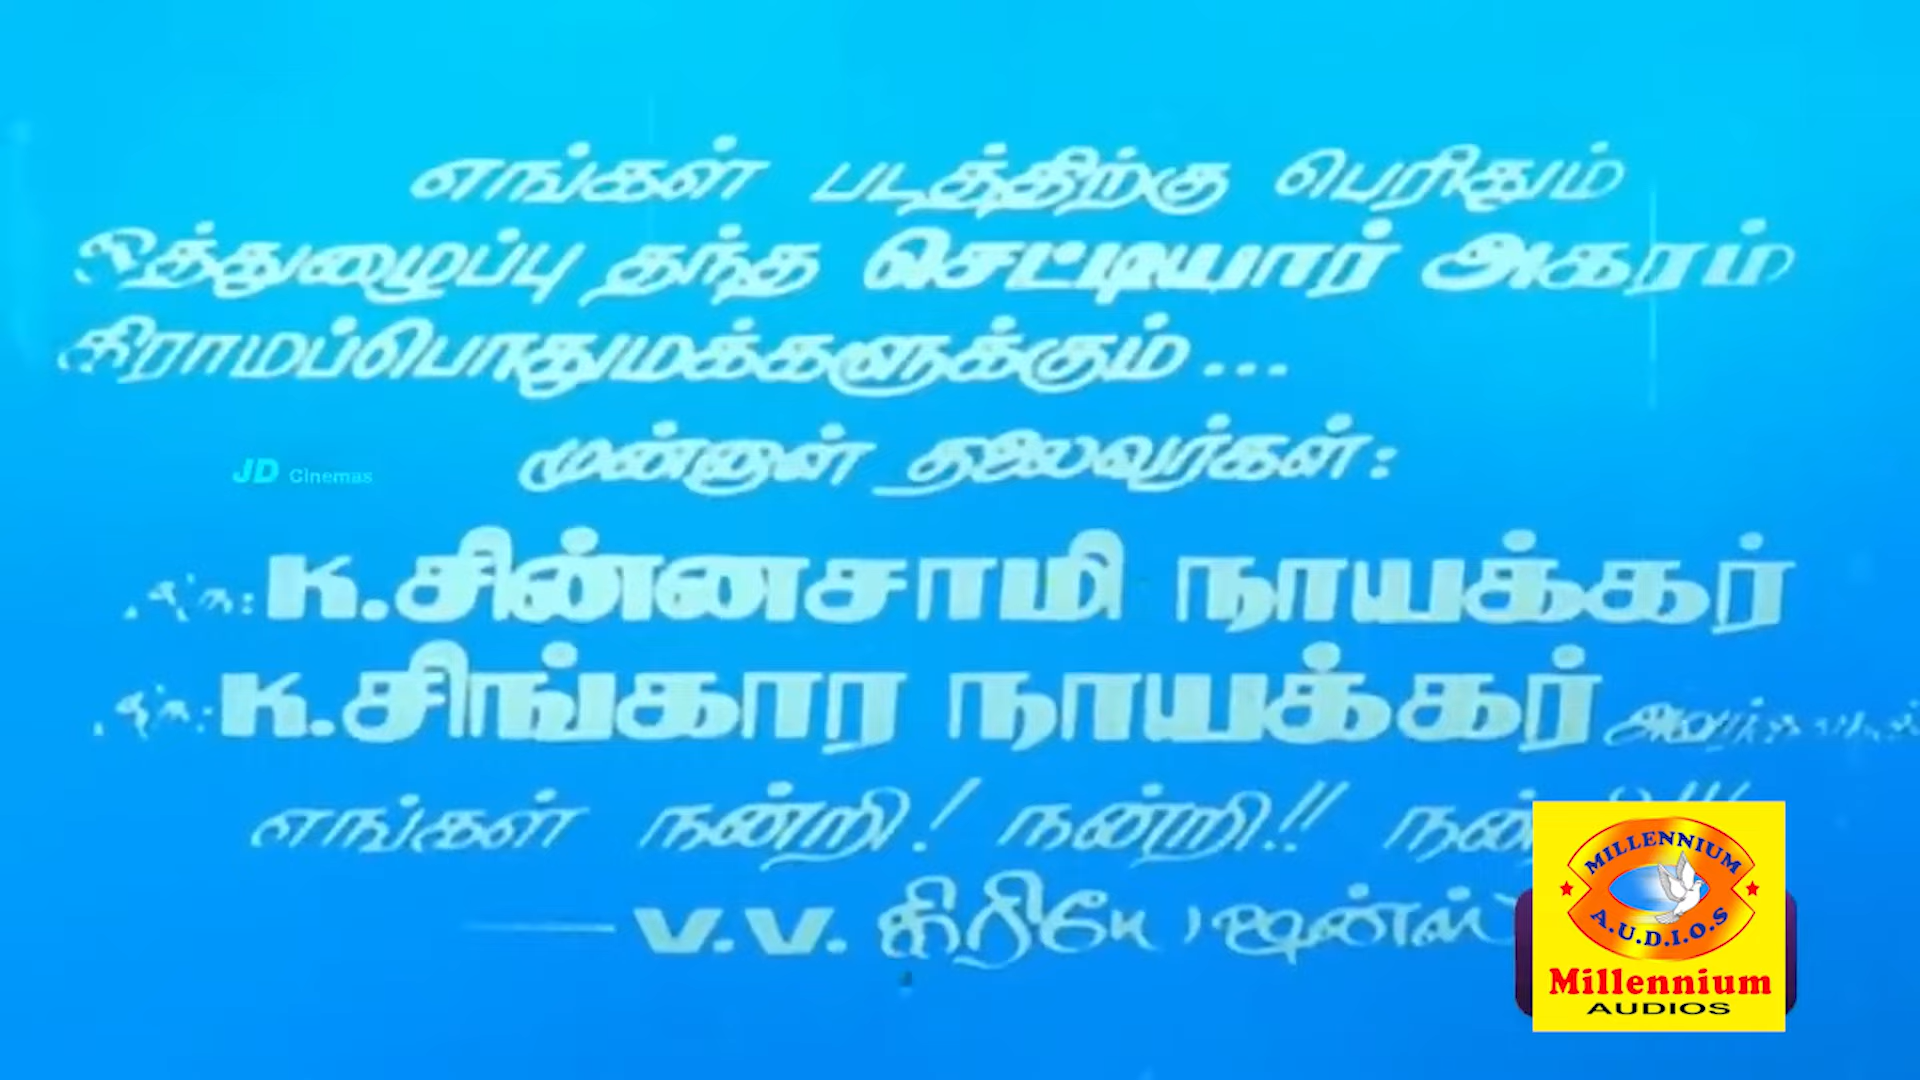 எங்கள் படத்திற்கு பெரிதும்
ஒத்துழைப்பு தந்த செட்டியார் அகரம்
கிராமப்பொதுமக்களுக்கும்...
முன்னாள் தலைவர்கள்:
JD Cinemas
K.சின்னசாமி நாயக்கர்
K.சிங்கார நாயக்கர்
எங்கள் நன்றி! நன்றி!!
V.V. கிரியேஷன்ஸ்
MILLENNIUM
A.U.D.I.O.S
Millennium
AUDIOS